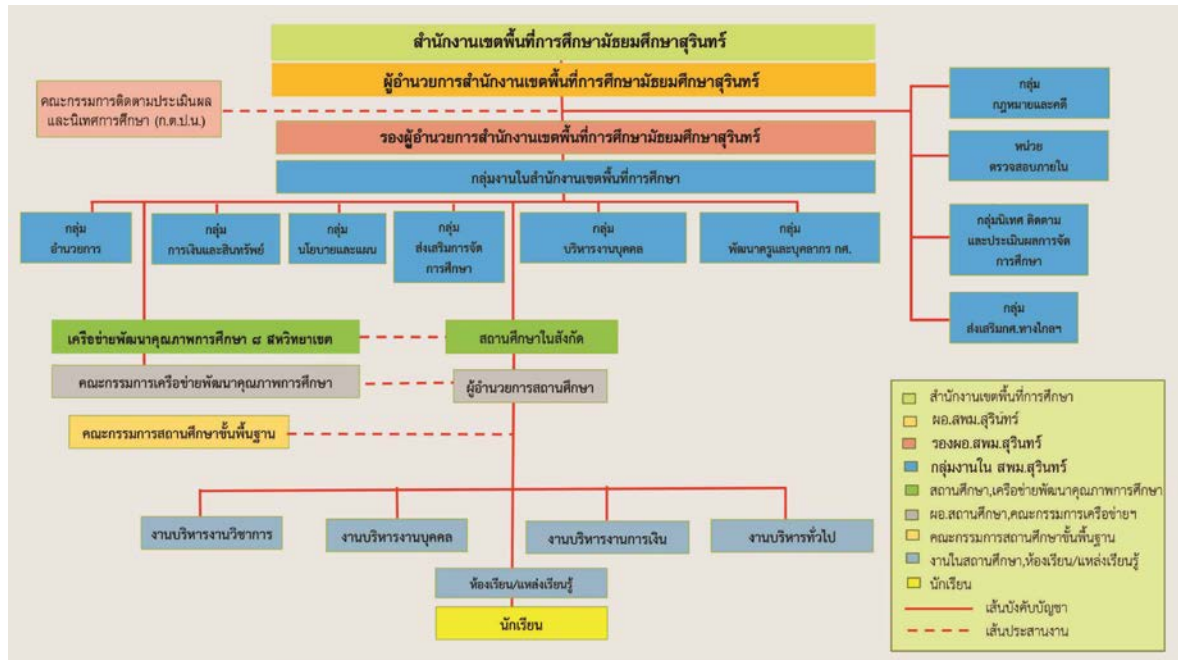 สำนักงานเขตพื้นที่การศึกษามัธยมศึกษาสุรินทร์
ผู้อำนวยการสำนักงานเขตพื้นที่การศึกษามัธยมศึกษาสุรินทร์
คณะกรรมการติดตามประเมินผล
และนิเทศการศึกษา (ก.ต.ป.น.)
รองผู้อำนวยการสำนักงานเขตพื้นที่การศึกษามัธยมศึกษาสุรินทร์
กลุ่มงานในสำนักงานเขตพื้นที่การศึกษา
กลุ่ม
กฎหมายและคดี
หน่วย
ตรวจสอบภายใน
กลุ่มนิเทศ ติดตาม
และประเมินผลการจัด
การศึกษา
กลุ่ม
ส่งเสริมกศ.ทางไกลฯ
กลุ่ม
อำนวยการ
กลุ่ม
การเงินและสินทรัพย์
กลุ่ม
นโยบายและแผน
กลุ่ม
ส่งเสริมการจัด
การศึกษา
กลุ่ม
บริหารงานบุคคล
กลุ่ม
พัฒนาครูและบุคลากร กศ.
เครือข่ายพัฒนาคุณภาพการศึกษา ๘ สหวิทยาเขต
สถานศึกษาในสังกัด
คณะกรรมการเครือข่ายพัฒนาคุณภาพการศึกษา
ผู้อำนวยการสถานศึกษา
คณะกรรมการสถานศึกษาขั้นพื้นฐาน
งานบริหารงานวิชาการ
งานบริหารงานบุคคล
งานบริหารงานการเงิน
งานบริหารทั่วไป
ห้องเรียน/แหล่งเรียนรู้
นักเรียน
สำนักงานเขตพื้นที่การศึกษา
ผอ.สพม.สุรินทร์
รองผอ.สพม.สุรินทร์
กลุ่มงานใน สพม.สุรินทร์
สถานศึกษา,เครือข่ายพัฒนาคุณภาพการศึกษา
ผอ.สถานศึกษา,คณะกรรมการเครือข่ายฯ
คณะกรรมการสถานศึกษาขั้นพื้นฐาน
งานในสถานศึกษา,ห้องเรียน/แหล่งเรียนรู้
นักเรียน
เส้นบังคับบัญชา
เส้นประสานงาน